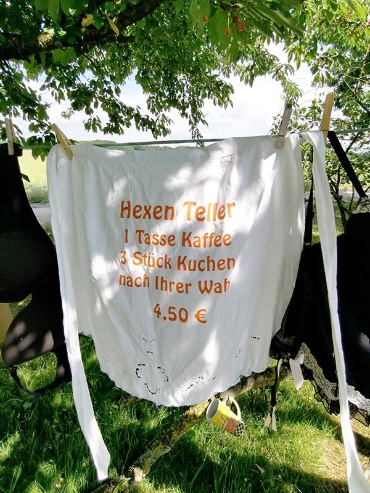 Hexen Teller
1 Tasse Kaffee
3 Stück Kuchen
nach Ihrer Wahl
4,50 €